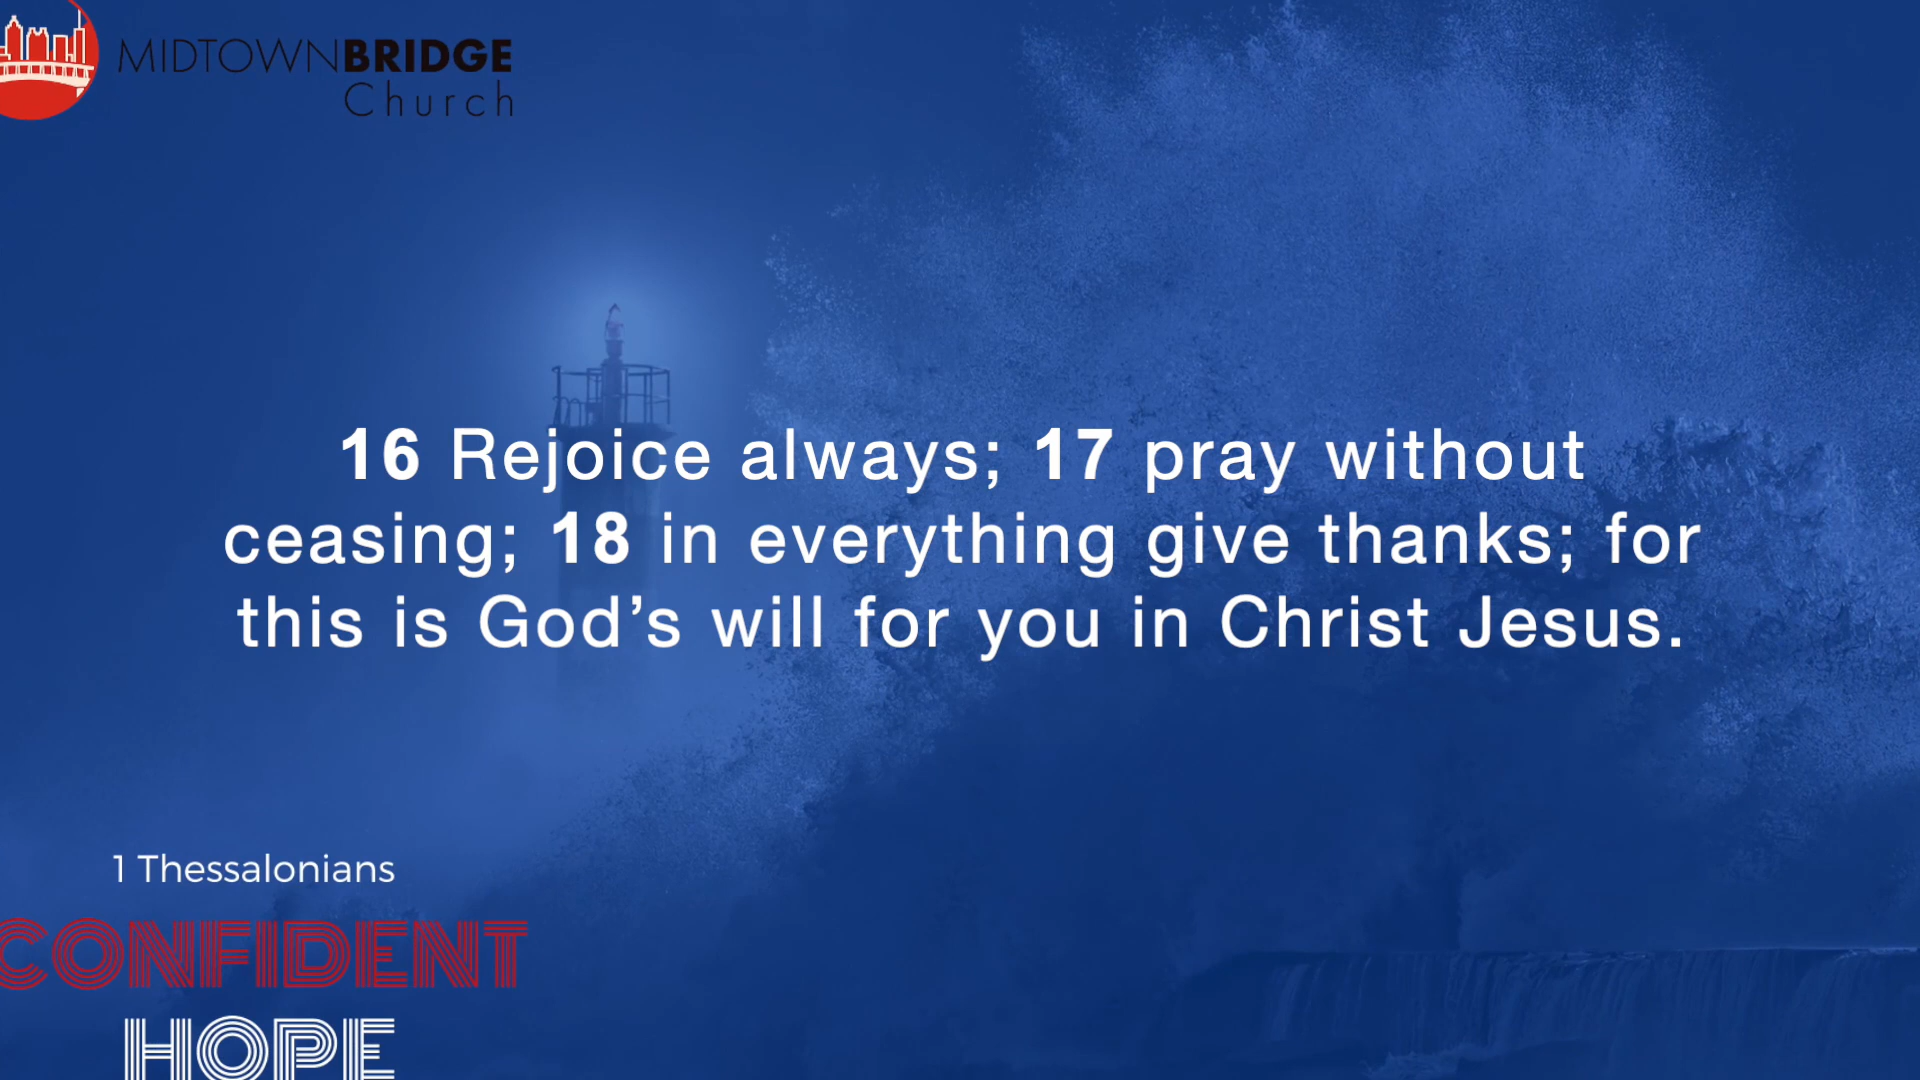 MIDTOWNBRIDGE
Church
16 Rejoice always; 17 pray without
ceasing; 18 in everything give thanks; for
this is God’s will for you in Christ Jesus.
1 Thessalonians
CONFIDENT
HOPE